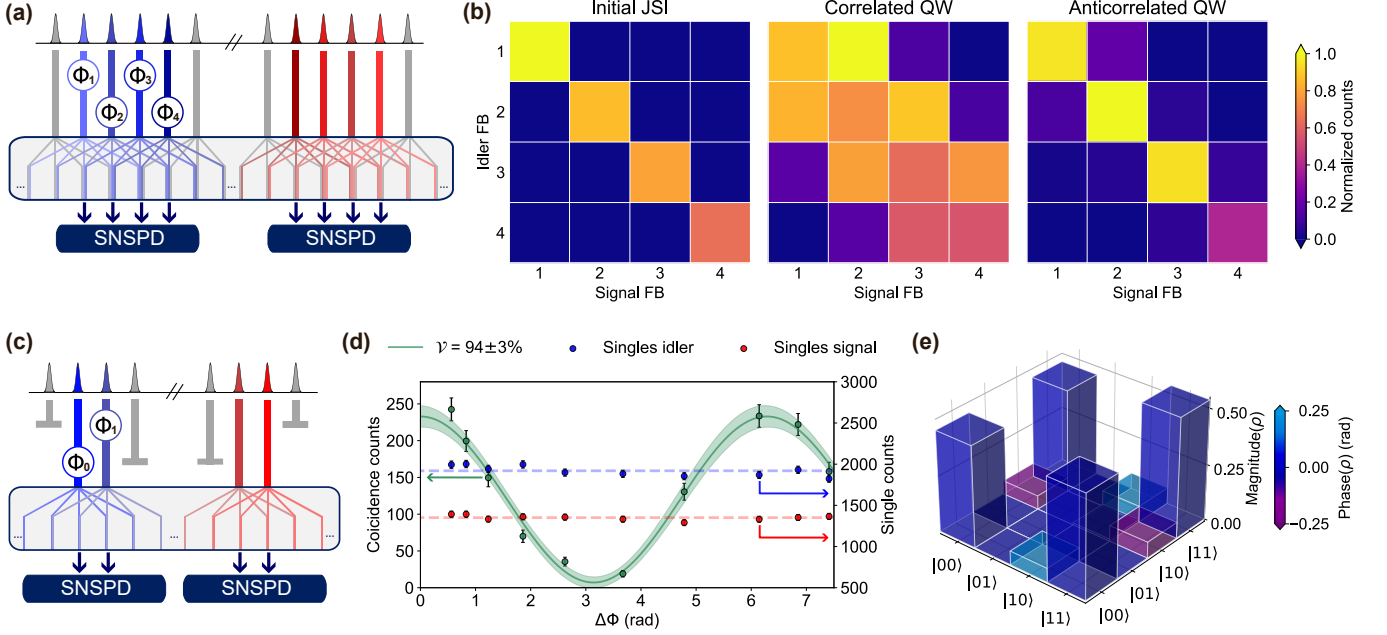 (a)
Φ1
Φ3
Φ2
Φ4
...
...
...
SNSPD
SNSPD
(b)
Initial JSI
Correlated QW
Anticorrelated QW
Idler FB
1
2
3
4
1 2 3 4
Signal FB
1 2 3 4
Signal FB
1 2 3 4
Signal FB
1.0
0.8
0.6
0.4
0.2
0.0
Normalized counts
(c)
Φ1
Φ0
...
...
...
...
SNSPD
SNSPD
(d)
𝒱 = 94±3%
Singles idler
Singles signal
Coicidence counts
250
200
150
100
50
0
3000
2500
2000
1500
1000
500
Single counts
0 1 2 3 4 5 6 7
ΔΦ (rad)
(e)
|00⟩
|01⟩
|10⟩
|11⟩
|00⟩
|01⟩
|10⟩
|11⟩
0.50
0.25
0.00
Magnitude(ρ)
0.25
0.00
−0.25
Phase(ρ) (rad)